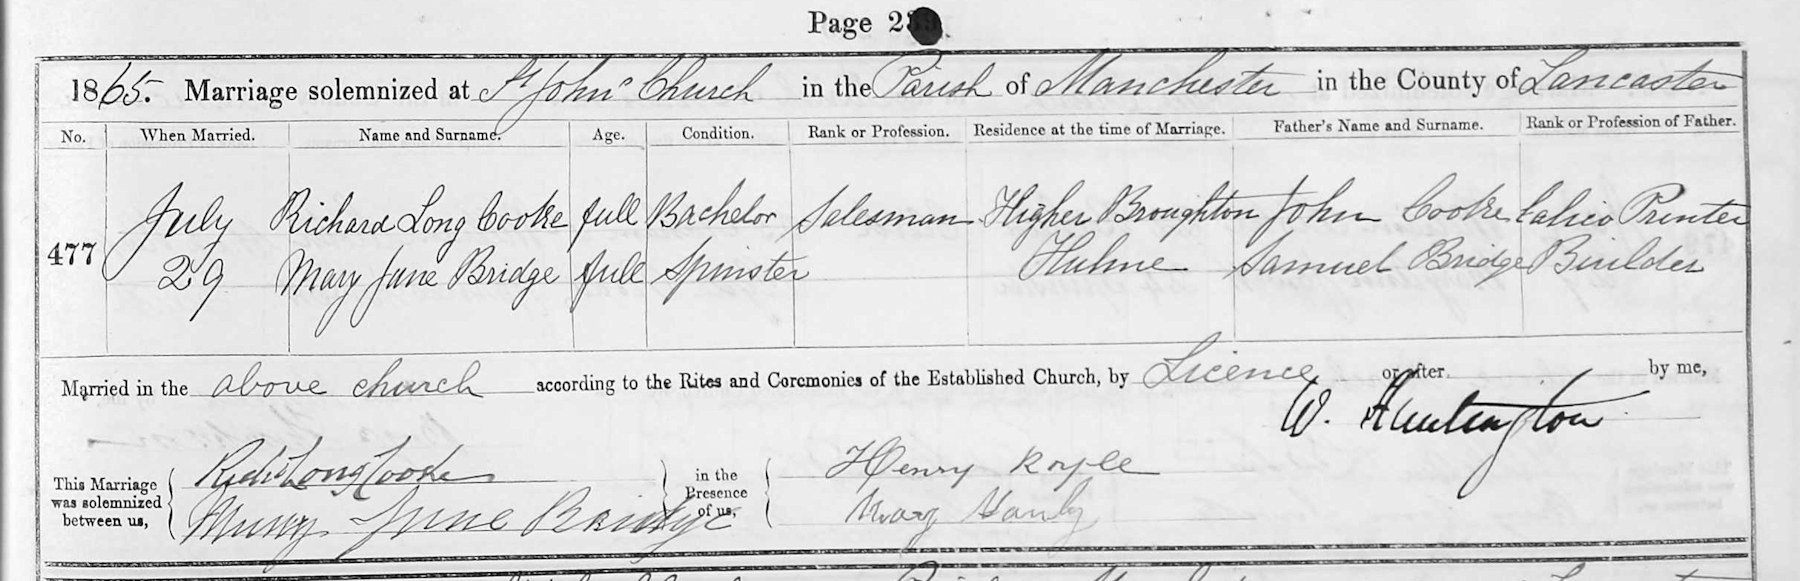 Page 2
1865. Marriage solemnized at St John's Church in the Parish of Manchester in the County of Lancaster
No. When Married. Name and Surname. Age. Condition. Rank or Profession. Residence at the time of Marriage. Father's Name and Surname. Rank or Profession of Father.
July Richard Long Cooke full Bachelor Salesman Higher Broughton John Cooke Calico Printer
477
29 Mary Jane Bridge full Spinster Hulme Samuel Bridge Builder
Married in the above church according to the Rites and Ceremonies of the Established Church, by Licence or after by me,
W. Huntington
This Marriage was solemnized between us,
Richd Long Cooke
Mary Jane Bridge
in the Presence of us,
Henry Royle
Mary